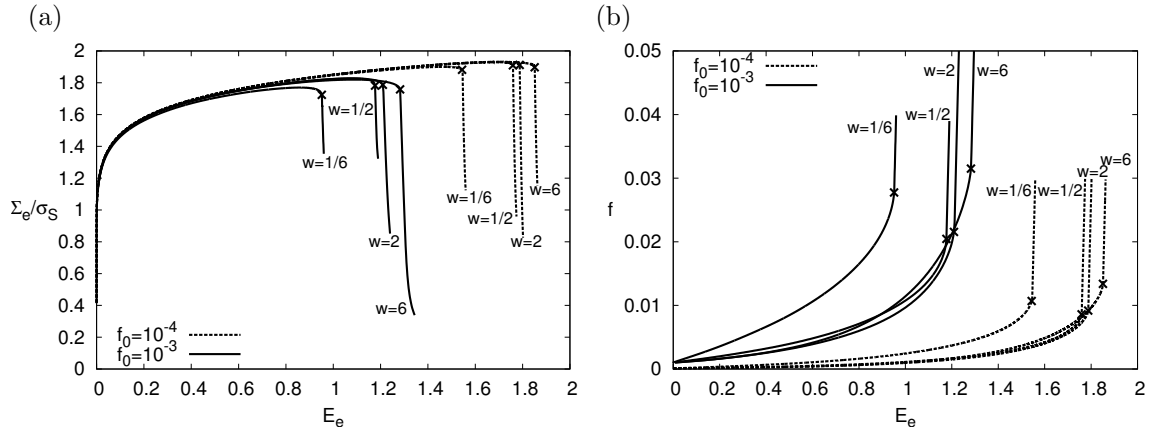 (a)
2
1.8
1.6
1.4
1.2
1
0.8
0.6
0.4
0.2
0
Σe/σS
w=1/6
w=1/2
w=2
w=6
w=1/6
w=1/2
w=2
w=6
f0=10-4
f0=10-3
0 0.2 0.4 0.6 0.8 1 1.2 1.4 1.6 1.8 2
Ee
(b)
0.05
0.04
0.03
0.02
0.01
0
f
f0=10-4
f0=10-3
w=1/6
w=1/2
w=2
w=6
w=1/6
w=1/2
w=2
w=6
0 0.2 0.4 0.6 0.8 1 1.2 1.4 1.6 1.8 2
Ee